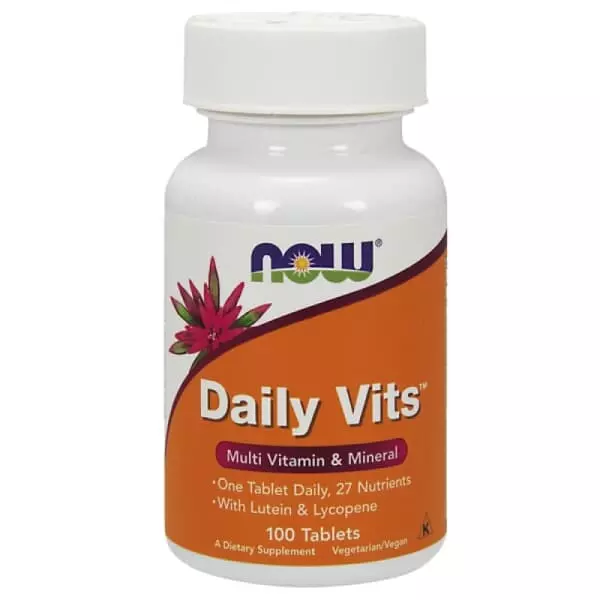 NOW®
Daily Vits™
Multi Vitamin & Mineral
• One Tablet Daily, 27 Nutrients
• With Lutein & Lycopene
100 Tablets
A Dietary Supplement Vegetarian/Vegan
K